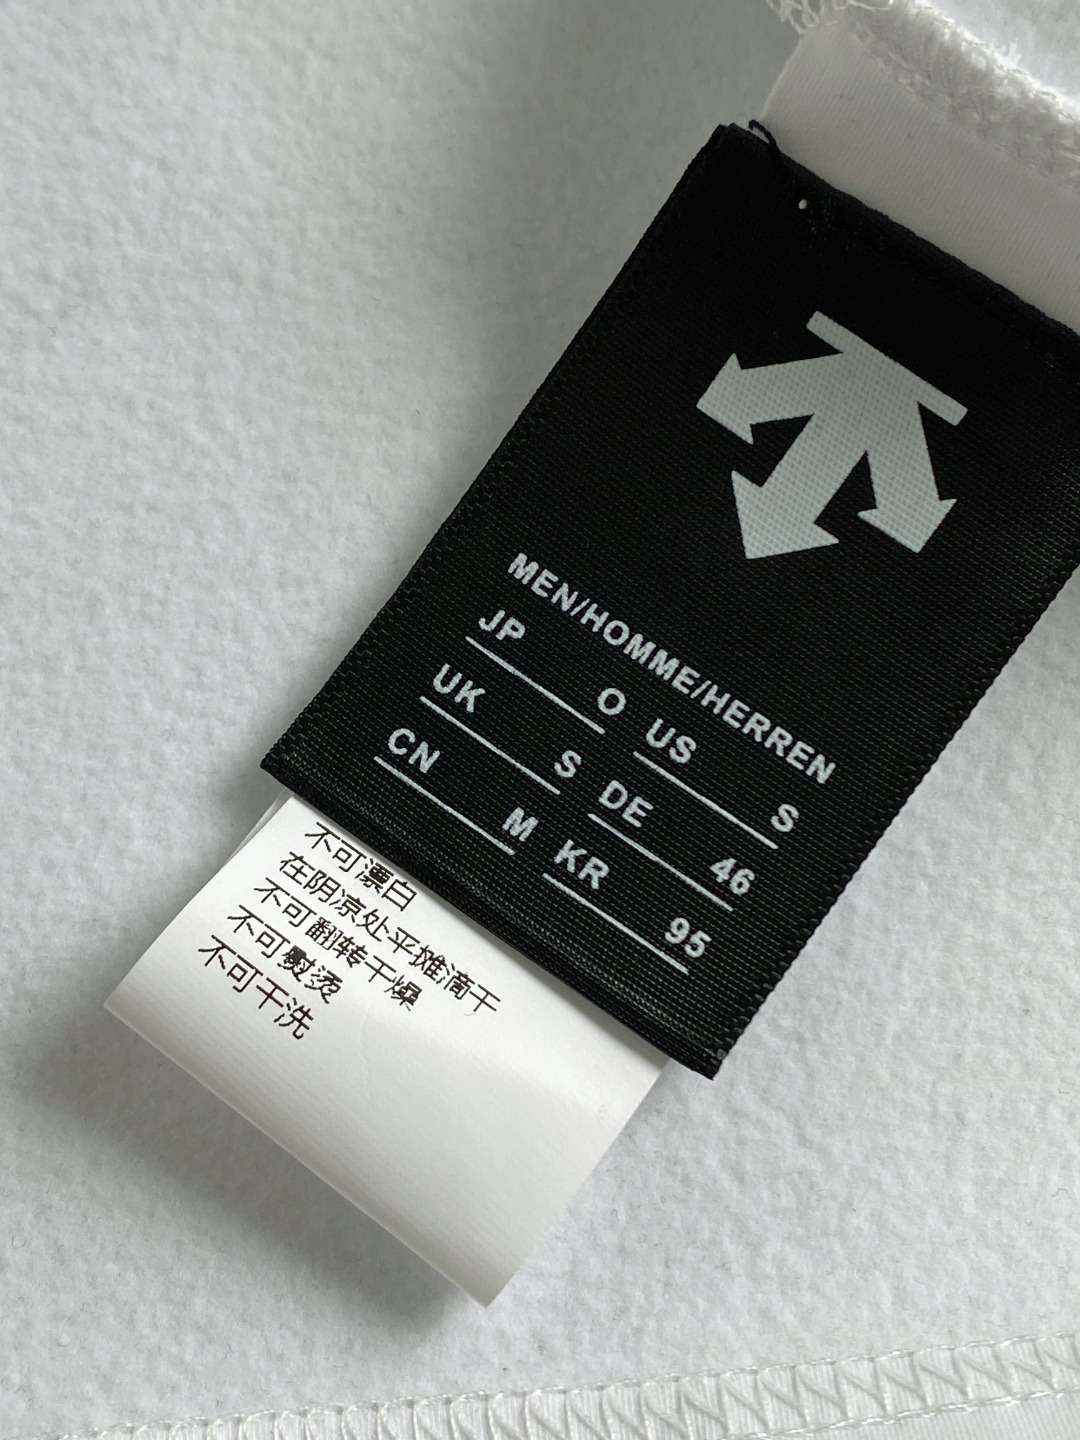 MEN/HOMME/HERREN
JP O US S
UK S DE 46
CN M KR 95
不可漂白
在阴凉处平摊滴干
不可翻转干燥
不可熨烫
不可干洗